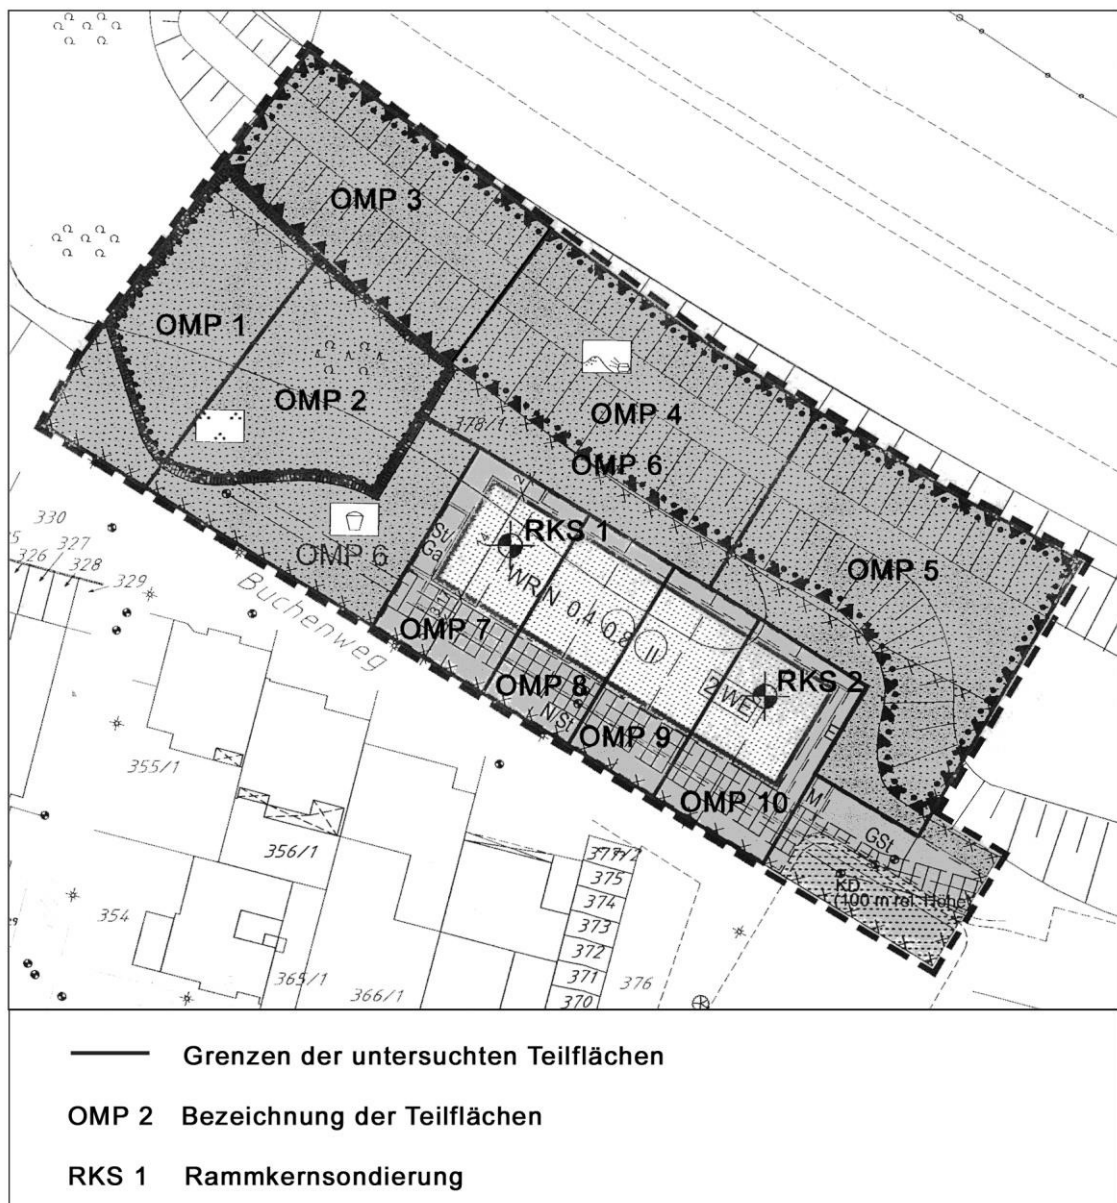 OMP 3
OMP 1
OMP 2
OMP 4
378/1
OMP 6
RKS 1
OMP 5
330
326
327
328
329
OMP 6
St/
Ga
WR
N
0,4
0,8
II
2 WE
RKS 2
Buchenweg
OMP 7
OMP 8
N/St
OMP 9
OMP 10
M
GSt
KD
(100 m rel. Höhe)
355/1
356/1
354
365/1
366/1
377/2
375
374
373
372
371
370
376
Grenzen der untersuchten Teilflächen
OMP 2 Bezeichnung der Teilflächen
RKS 1 Rammkernsondierung